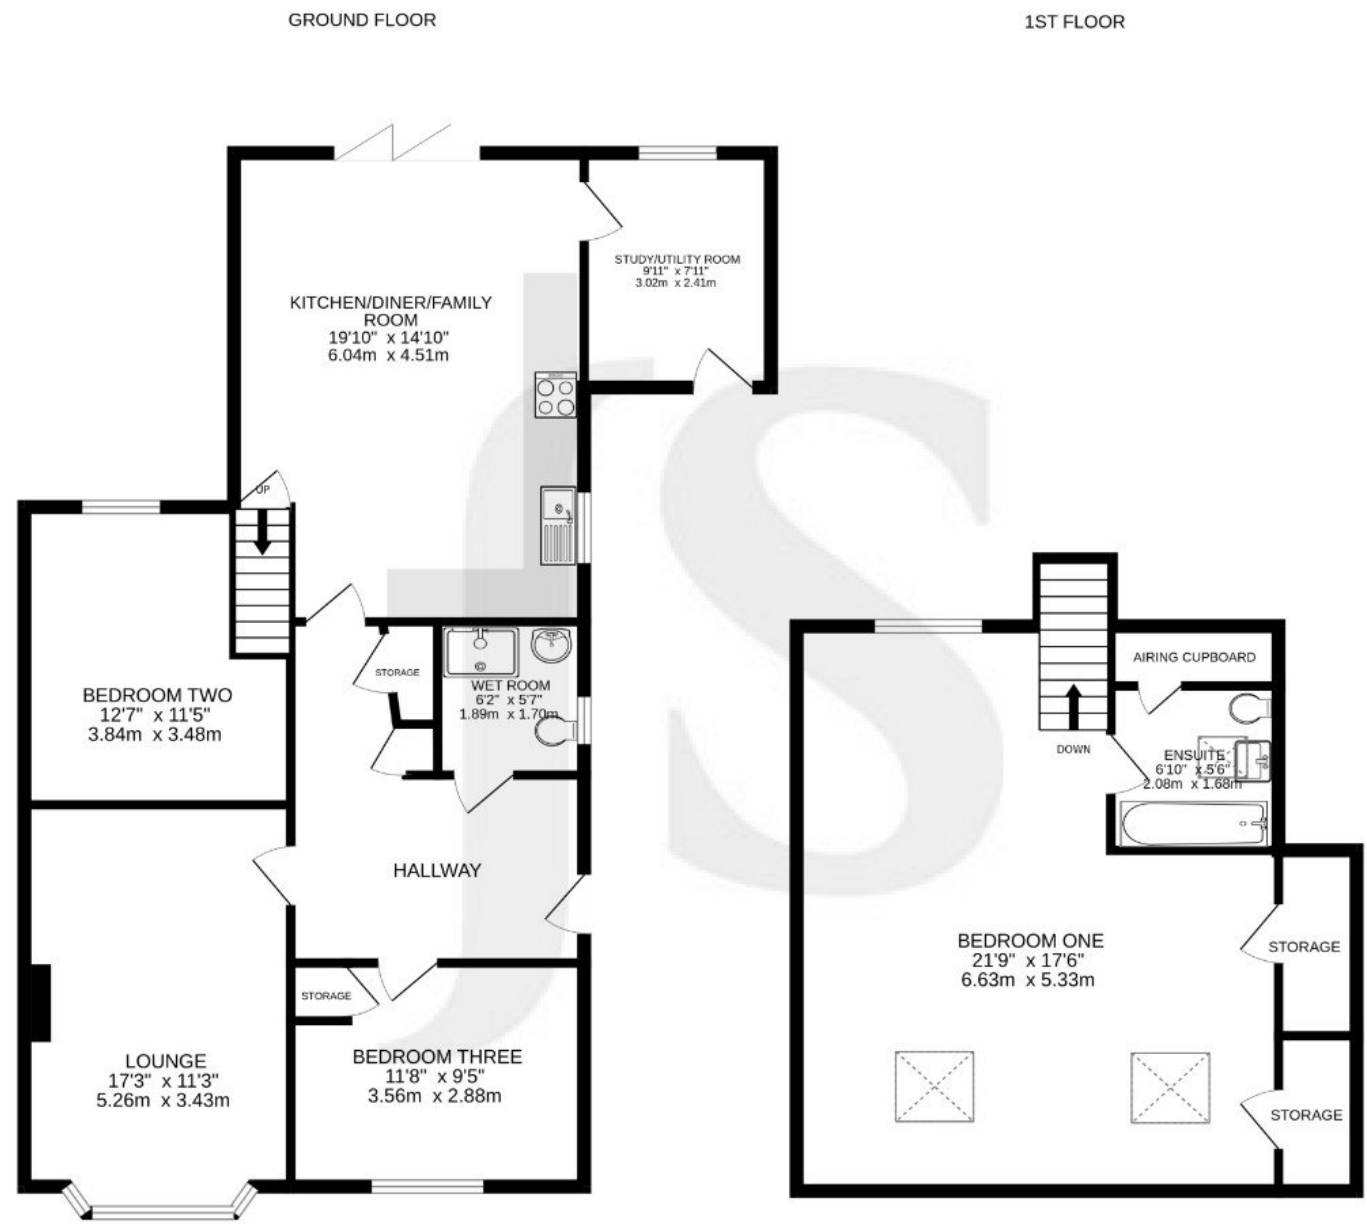 GROUND FLOOR
1ST FLOOR
STUDY/UTILITY ROOM
9'11" x 7'11"
3.02m x 2.41m
KITCHEN/DINER/FAMILY
ROOM
19'10" x 14'10"
6.04m x 4.51m
UP
BEDROOM TWO
12'7" x 11'5"
3.84m x 3.48m
STORAGE
WET ROOM
6'2" x 5'7"
1.89m x 1.70m
HALLWAY
STORAGE
BEDROOM THREE
11'8" x 9'5"
3.56m x 2.88m
LOUNGE
17'3" x 11'3"
5.26m x 3.43m
AIRING CUPBOARD
DOWN
ENSUITE
6'10" x 5'6"
2.08m x 1.68m
BEDROOM ONE
21'9" x 17'6"
6.63m x 5.33m
STORAGE
STORAGE
JS